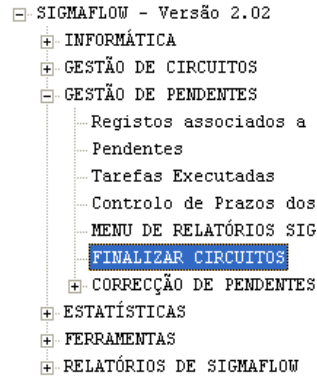 SIGMAFLOW - Versão 2.02
INFORMÁTICA
GESTÃO DE CIRCUITOS
GESTÃO DE PENDENTES
Registos associados a
Pendentes
Tarefas Executadas
Controlo de Prazos dos
MENU DE RELATÓRIOS SIG
FINALIZAR CIRCUITOS
CORRECÇÃO DE PENDENTES
ESTATÍSTICAS
FERRAMENTAS
RELATÓRIOS DE SIGMAFLOW